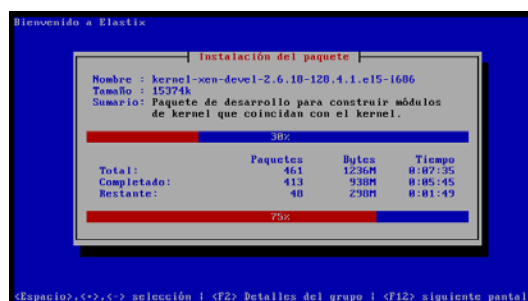 Bienvenido a Elastix
Instalación del paquete
Nombre : kernel-xen-devel-2.6.18-128.4.1.el5-i686
Tamaño : 15374k
Sumario: Paquete de desarrollo para construir módulos
de kernel que coincidan con el kernel.
30%
Paquetes Bytes Tiempo
Total: 461 1236M 0:07:35
Completado: 413 938M 0:05:45
Restante: 48 298M 0:01:49
75%
<Espacio>,<+>,<-> selección | <F2> Detalles del grupo | <F12> siguiente pantal